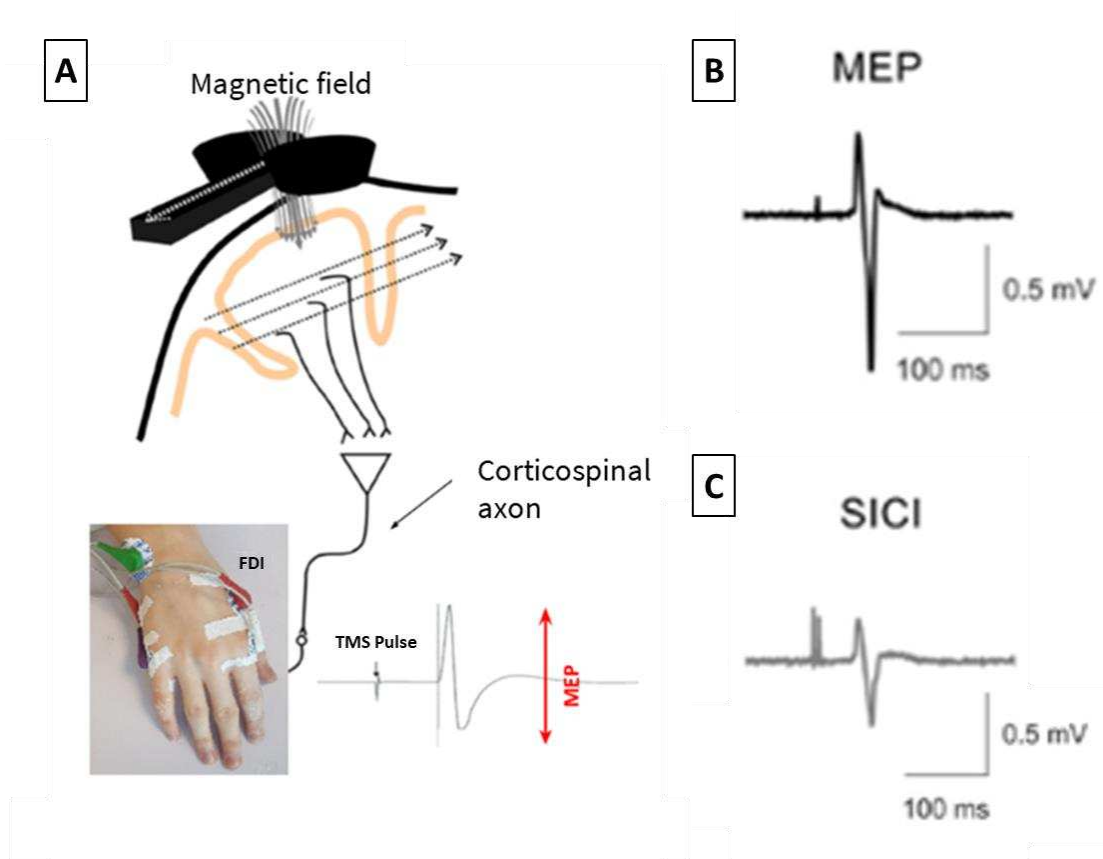 A
Magnetic field
Corticospinal
axon
FDI
TMS Pulse
MEP
B
MEP
0.5 mV
100 ms
C
SICI
0.5 mV
100 ms